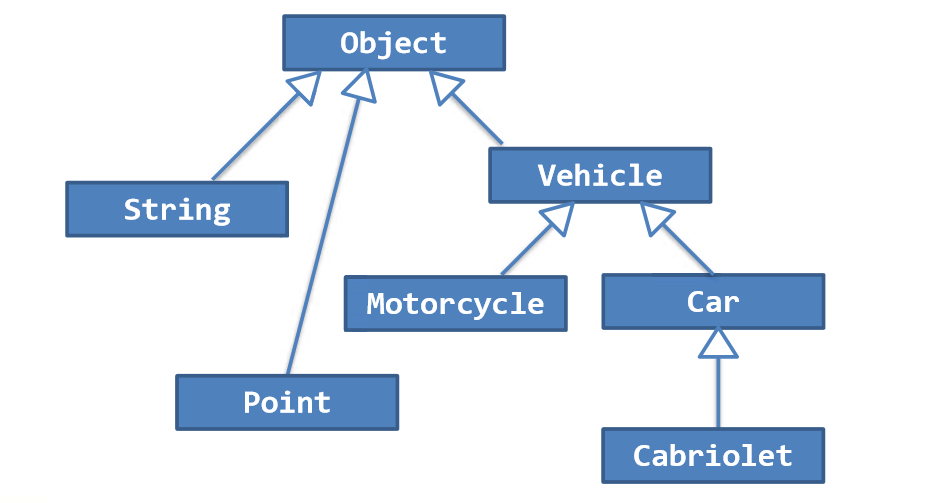 Object
Vehicle
String
Motorcycle
Car
Point
Cabriolet